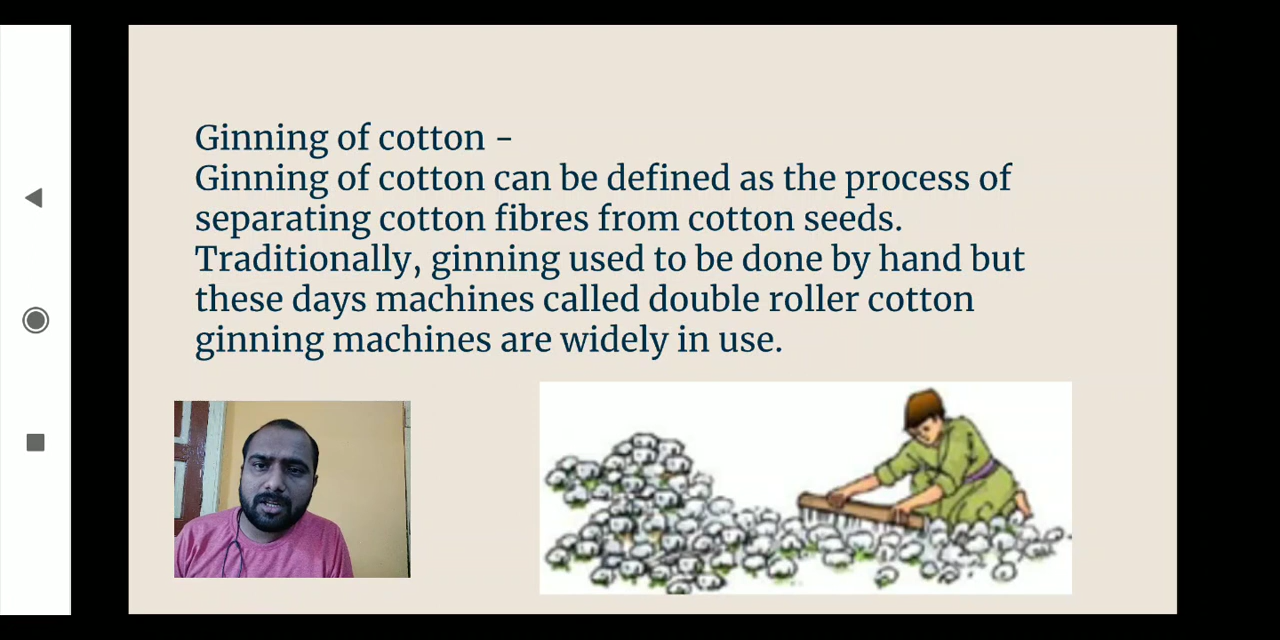 Ginning of cotton -
Ginning of cotton can be defined as the process of
separating cotton fibres from cotton seeds.
Traditionally, ginning used to be done by hand but
these days machines called double roller cotton
ginning machines are widely in use.